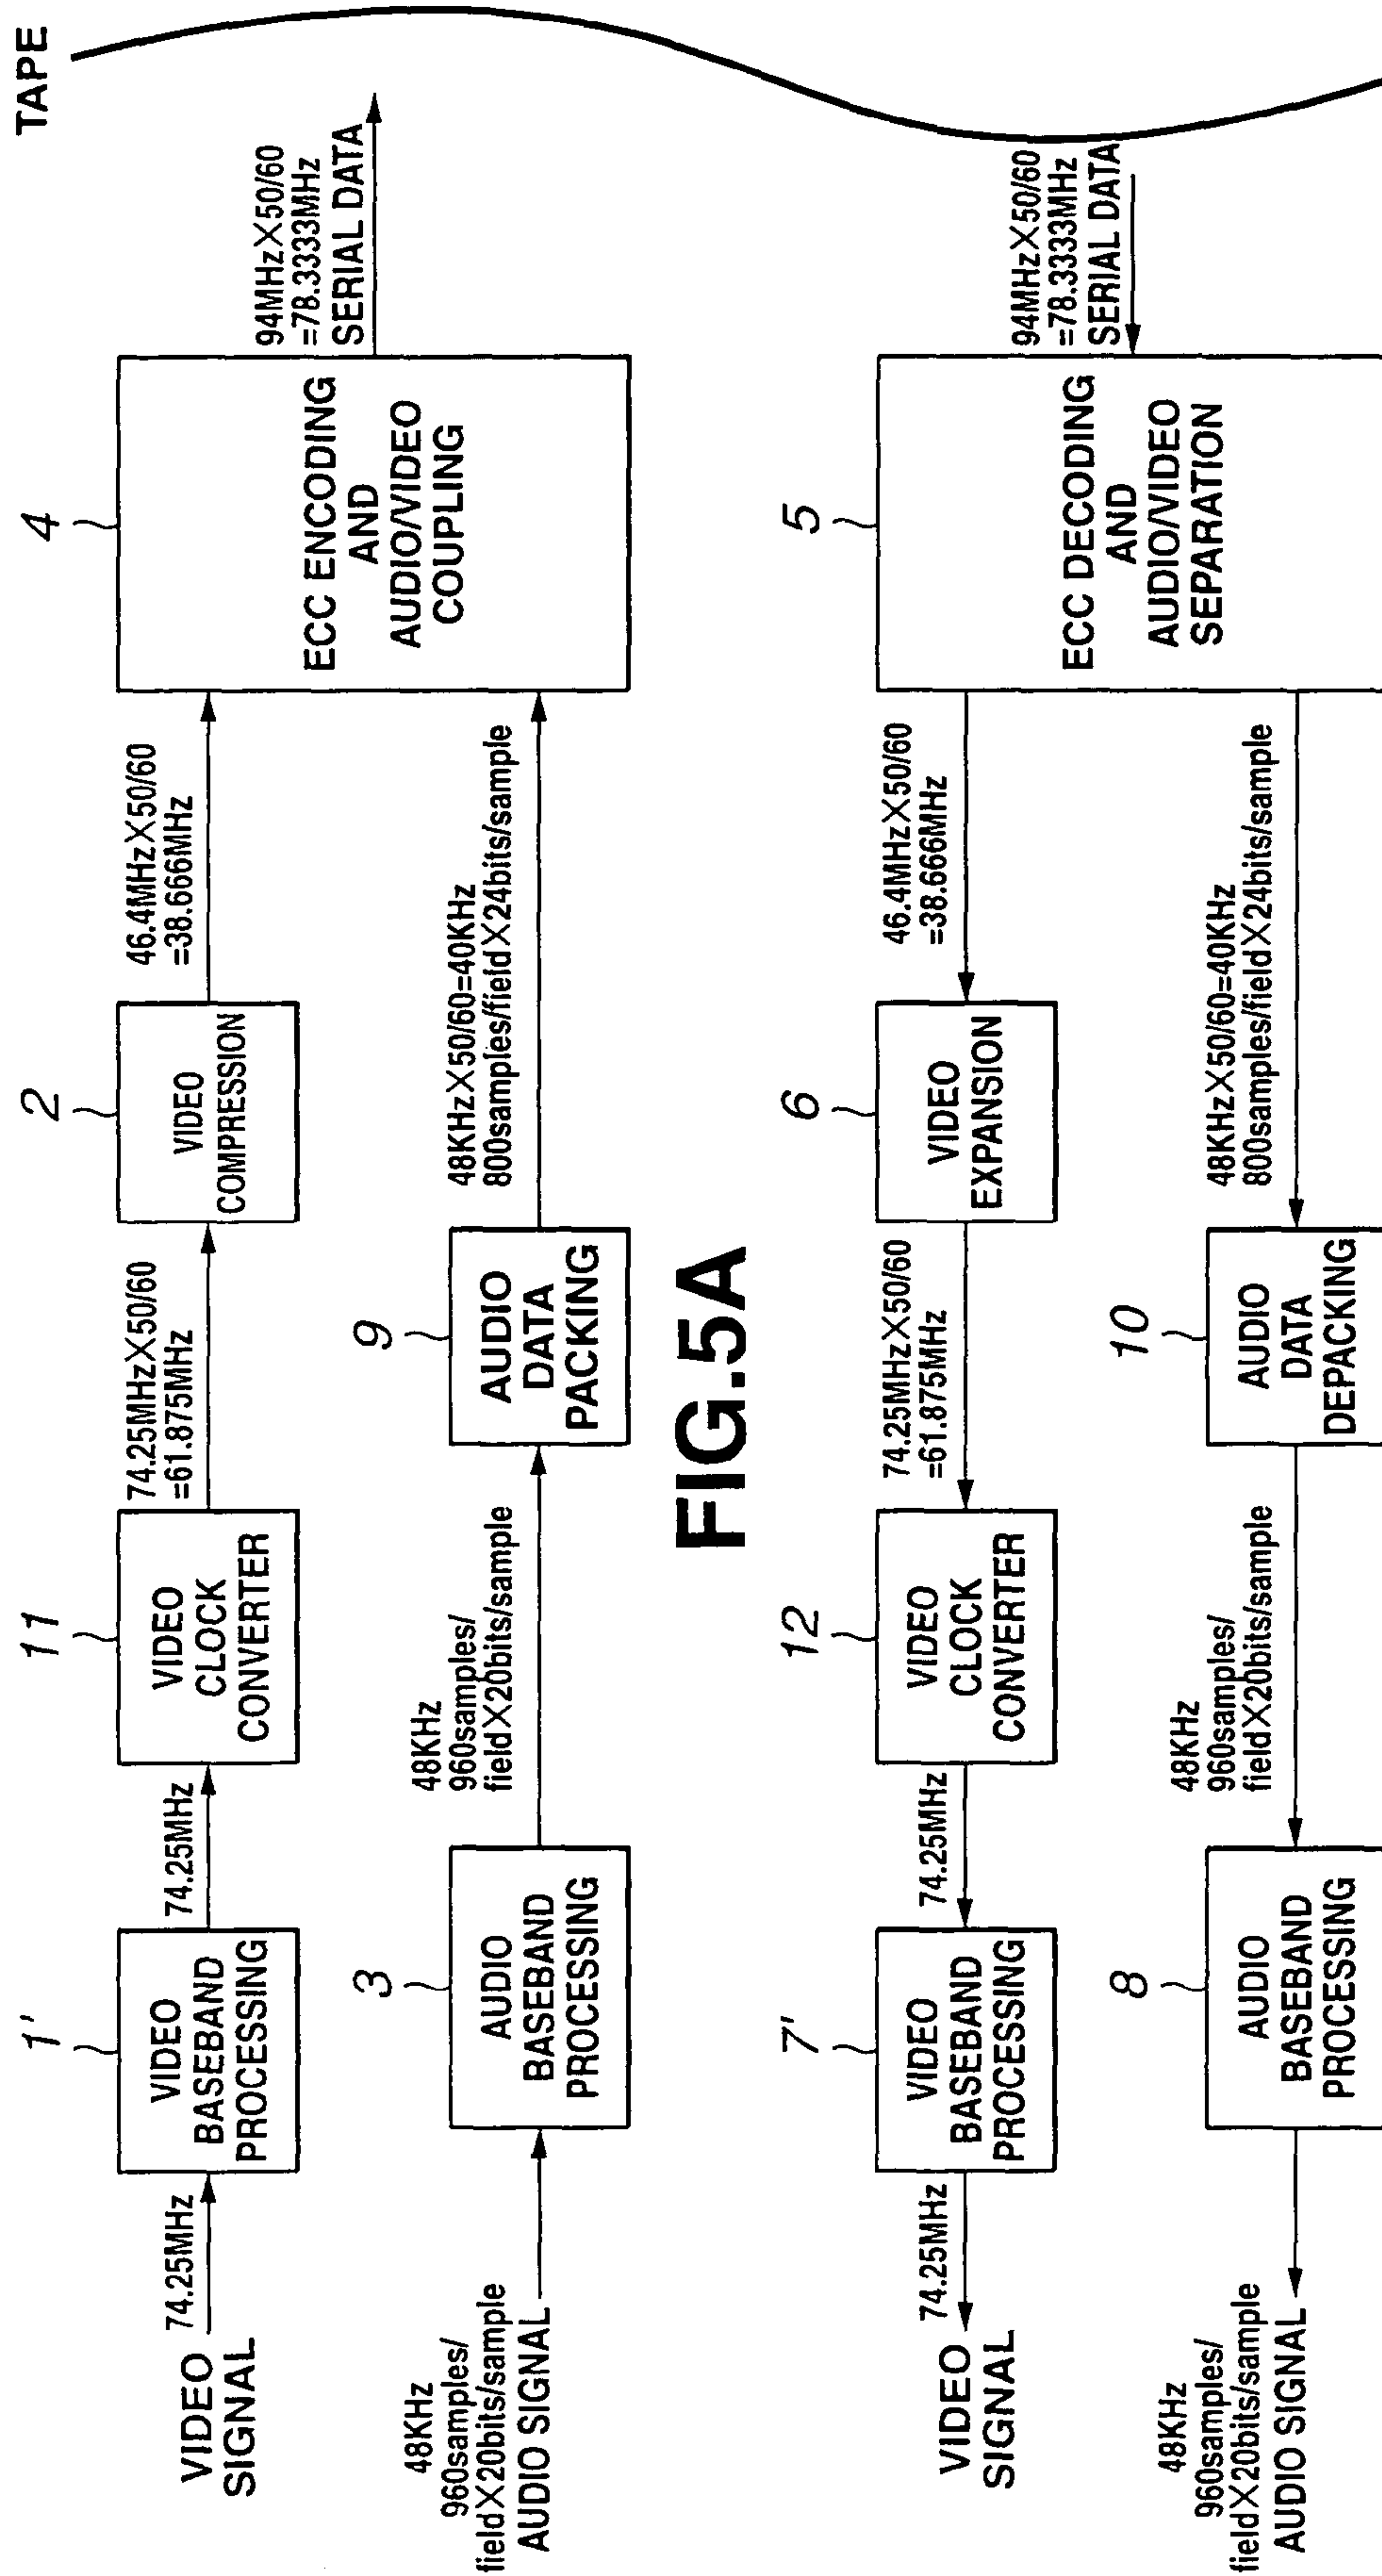 TAPE
1'
11
2
4
VIDEO
SIGNAL
74.25MHz
VIDEO
BASEBAND
PROCESSING
74.25MHz
VIDEO
CLOCK
CONVERTER
74.25MHz×50/60
=61.875MHz
VIDEO
COMPRESSION
46.4MHz×50/60
=38.666MHz
ECC ENCODING
AND
AUDIO/VIDEO
COUPLING
94MHz×50/60
=78.3333MHz
SERIAL DATA
3
9
48KHz
960samples/
field×20bits/sample
AUDIO SIGNAL
AUDIO
BASEBAND
PROCESSING
48KHz
960samples/
field×20bits/sample
AUDIO
DATA
PACKING
48KHz×50/60=40KHz
800samples/field×24bits/sample
FIG.5A
7'
12
6
5
VIDEO
SIGNAL
74.25MHz
VIDEO
BASEBAND
PROCESSING
74.25MHz
VIDEO
CLOCK
CONVERTER
74.25MHz×50/60
=61.875MHz
VIDEO
EXPANSION
46.4MHz×50/60
=38.666MHz
ECC DECODING
AND
AUDIO/VIDEO
SEPARATION
94MHz×50/60
=78.3333MHz
SERIAL DATA
8
10
48KHz
960samples/
field×20bits/sample
AUDIO SIGNAL
AUDIO
BASEBAND
PROCESSING
48KHz
960samples/
field×20bits/sample
AUDIO
DATA
DEPACKING
48KHz×50/60=40KHz
800samples/field×24bits/sample